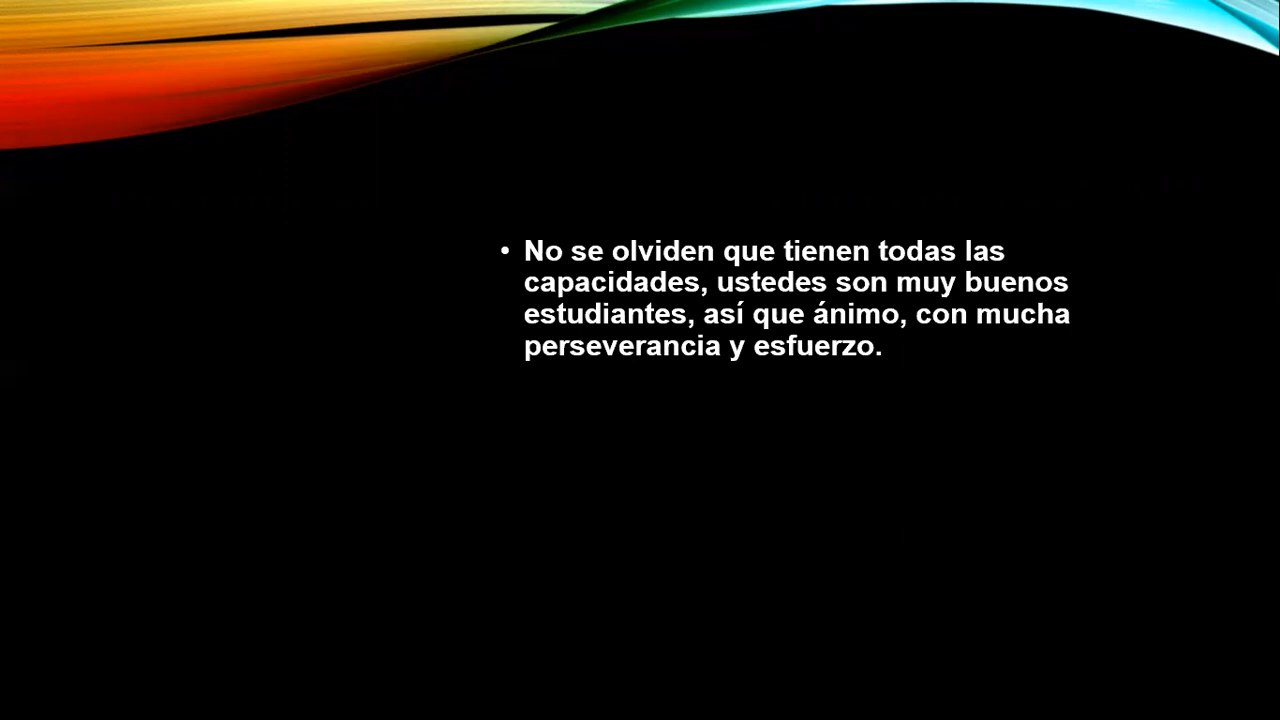 • No se olviden que tienen todas las
capacidades, ustedes son muy buenos
estudiantes, así que ánimo, con mucha
perseverancia y esfuerzo.